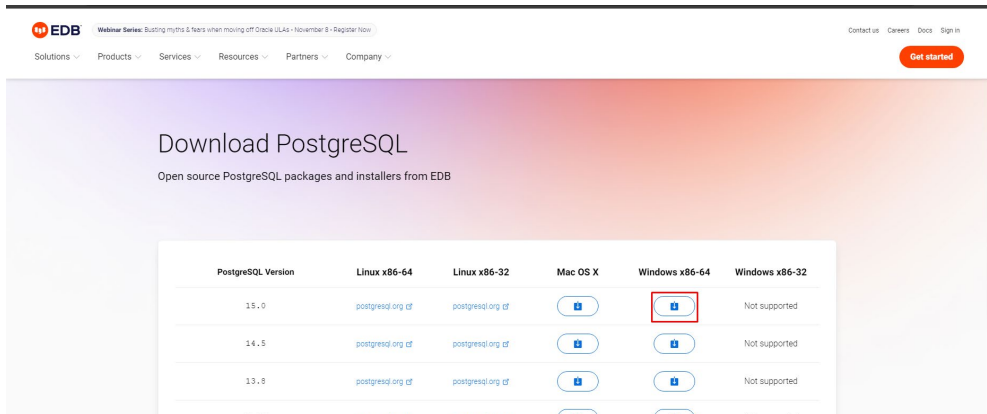 EDB
Webinar Series: Busting myths & fears when moving off Oracle ULAs - November 8 - Register Now
Contact us Careers Docs Sign in
Solutions Products Services Resources Partners Company
Get started
Download PostgreSQL
Open source PostgreSQL packages and installers from EDB
PostgreSQL Version Linux x86-64 Linux x86-32 Mac OS X Windows x86-64 Windows x86-32
15.0 postgresql.org postgresql.org Not supported
14.5 postgresql.org postgresql.org Not supported
13.8 postgresql.org postgresql.org Not supported